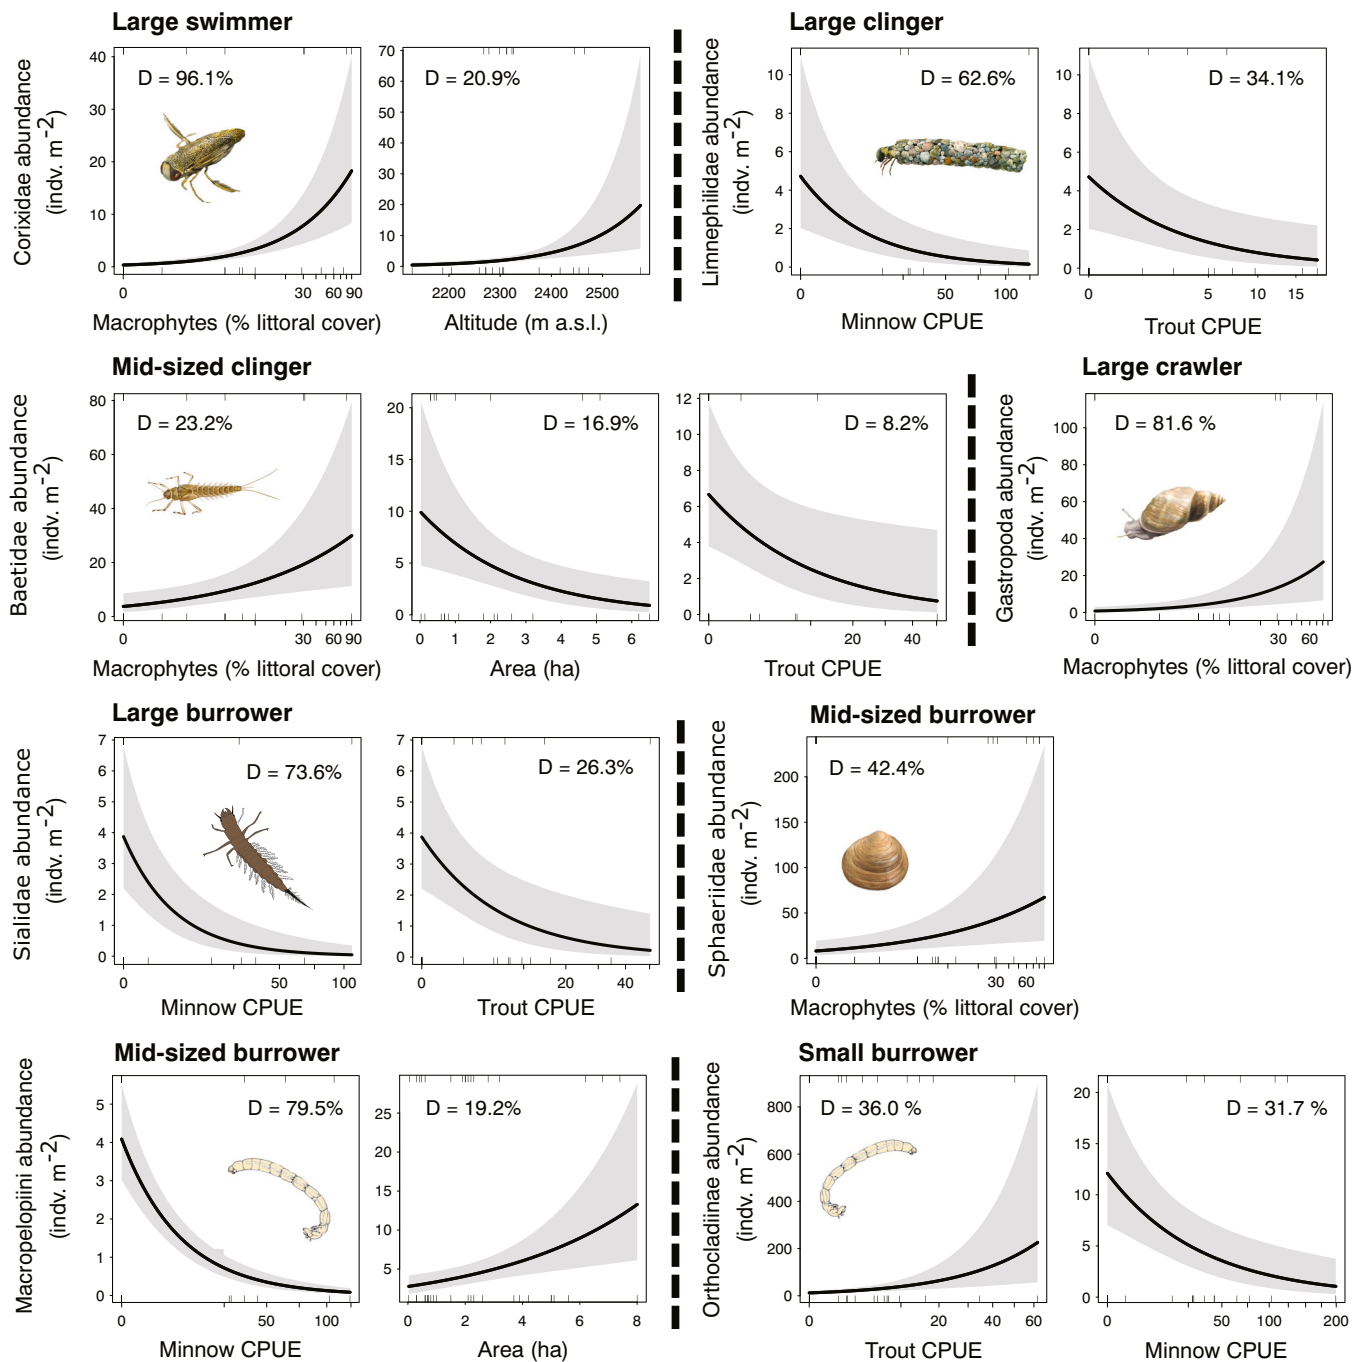 Large swimmer
Large clinger
Corixidae abundance
(indv. m⁻²)
D = 96.1%
40
30
20
10
0
0 30 60 90
Macrophytes (% littoral cover)
D = 20.9%
70
60
50
40
30
20
10
0
2200 2300 2400 2500
Altitude (m a.s.l.)
Limnephilidae abundance
(indv. m⁻²)
D = 62.6%
10
8
6
4
2
0
0 50 100
Minnow CPUE
D = 34.1%
10
8
6
4
2
0
0 5 10 15
Trout CPUE
Mid-sized clinger
Large crawler
Baetidae abundance
(indv. m⁻²)
D = 23.2%
80
60
40
20
0
0 30 60 90
Macrophytes (% littoral cover)
D = 16.9%
20
15
10
5
0
0 1 2 3 4 5 6
Area (ha)
D = 8.2%
12
10
8
6
4
2
0
0 20 40
Trout CPUE
Gastropoda abundance
(indv. m⁻²)
D = 81.6 %
100
80
60
40
20
0
0 30 60
Macrophytes (% littoral cover)
Large burrower
Mid-sized burrower
Sialidae abundance
(indv. m⁻²)
D = 73.6%
7
6
5
4
3
2
1
0
0 50 100
Minnow CPUE
D = 26.3%
7
6
5
4
3
2
1
0
0 20 40
Trout CPUE
Sphaeriidae abundance
(indv. m⁻²)
D = 42.4%
200
150
100
50
0
0 30 60
Macrophytes (% littoral cover)
Mid-sized burrower
Small burrower
Macropelopiini abundance
(indv. m⁻²)
D = 79.5%
5
4
3
2
1
0
0 50 100
Minnow CPUE
D = 19.2%
25
20
15
10
5
0 2 4 6 8
Area (ha)
Orthocladiinae abundance
(indv. m⁻²)
D = 36.0 %
800
600
400
200
0
0 20 40 60
Trout CPUE
D = 31.7 %
20
15
10
5
0
0 50 100 200
Minnow CPUE